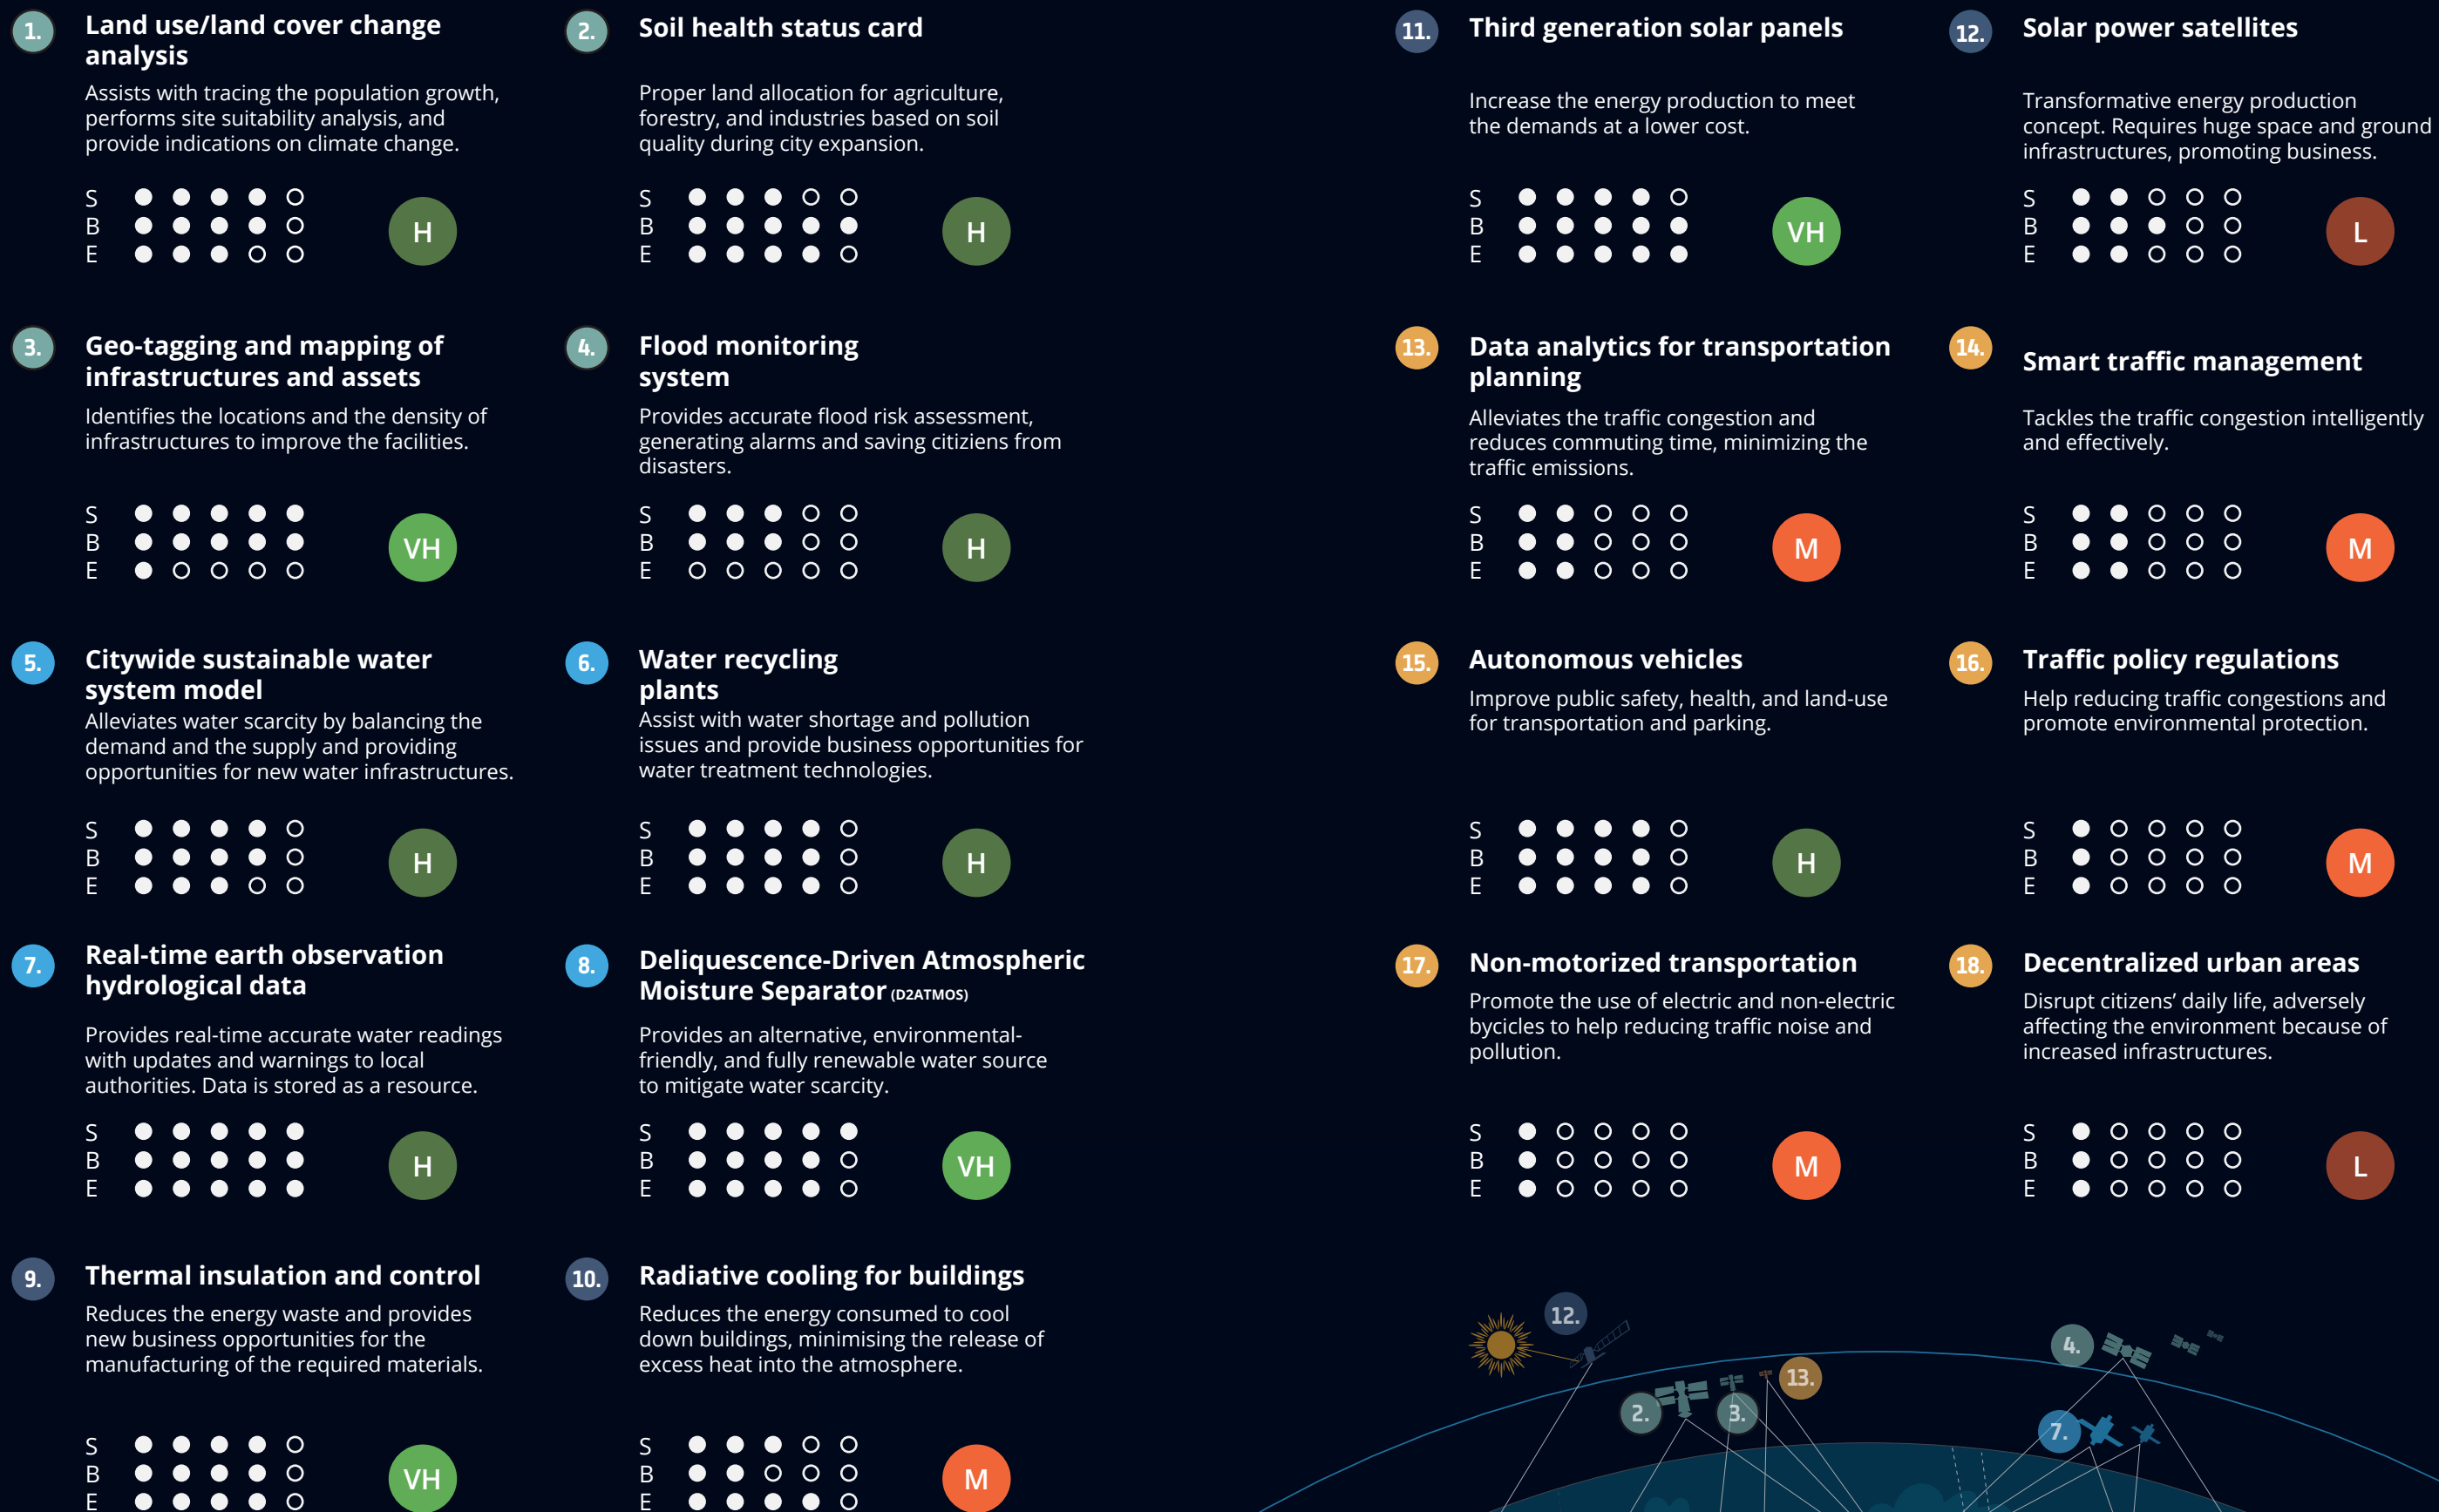 1.
Land use/land cover change
analysis
Assists with tracing the population growth,
performs site suitability analysis, and
provide indications on climate change.
S
B
E
H
2.
Soil health status card
Proper land allocation for agriculture,
forestry, and industries based on soil
quality during city expansion.
S
B
E
H
3.
Geo-tagging and mapping of
infrastructures and assets
Identifies the locations and the density of
infrastructures to improve the facilities.
S
B
E
VH
4.
Flood monitoring
system
Provides accurate flood risk assessment,
generating alarms and saving citiziens from
disasters.
S
B
E
H
5.
Citywide sustainable water
system model
Alleviates water scarcity by balancing the
demand and the supply and providing
opportunities for new water infrastructures.
S
B
E
H
6.
Water recycling
plants
Assist with water shortage and pollution
issues and provide business opportunities for
water treatment technologies.
S
B
E
H
7.
Real-time earth observation
hydrological data
Provides real-time accurate water readings
with updates and warnings to local
authorities. Data is stored as a resource.
S
B
E
H
8.
Deliquescence-Driven Atmospheric
Moisture Separator (D2ATMOS)
Provides an alternative, environmental-
friendly, and fully renewable water source
to mitigate water scarcity.
S
B
E
VH
9.
Thermal insulation and control
Reduces the energy waste and provides
new business opportunities for the
manufacturing of the required materials.
S
B
E
VH
10.
Radiative cooling for buildings
Reduces the energy consumed to cool
down buildings, minimising the release of
excess heat into the atmosphere.
S
B
E
M
11.
Third generation solar panels
Increase the energy production to meet
the demands at a lower cost.
S
B
E
VH
12.
Solar power satellites
Transformative energy production
concept. Requires huge space and ground
infrastructures, promoting business.
S
B
E
L
13.
Data analytics for transportation
planning
Alleviates the traffic congestion and
reduces commuting time, minimizing the
traffic emissions.
S
B
E
M
14.
Smart traffic management
Tackles the traffic congestion intelligently
and effectively.
S
B
E
M
15.
Autonomous vehicles
Improve public safety, health, and land-use
for transportation and parking.
S
B
E
H
16.
Traffic policy regulations
Help reducing traffic congestions and
promote environmental protection.
S
B
E
M
17.
Non-motorized transportation
Promote the use of electric and non-electric
bycicles to help reducing traffic noise and
pollution.
S
B
E
M
18.
Decentralized urban areas
Disrupt citizens’ daily life, adversely
affecting the environment because of
increased infrastructures.
S
B
E
L
12.
4.
13.
2.
3.
7.